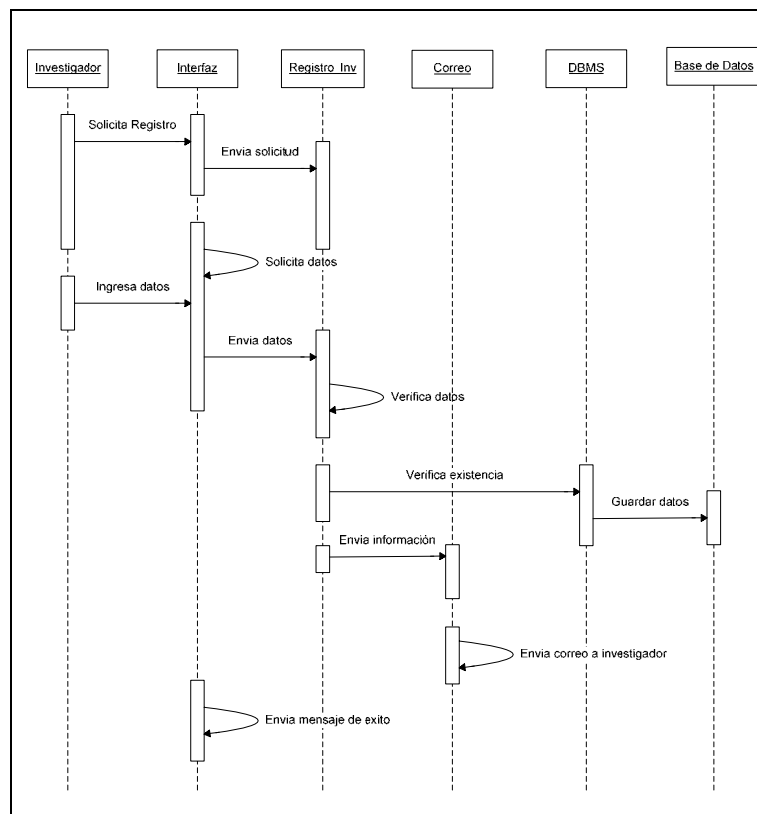 Investigador
Interfaz
Registro_Inv
Correo
DBMS
Base de Datos
Solicita Registro
Envia solicitud
Solicita datos
Ingresa datos
Envia datos
Verifica datos
Verifica existencia
Guardar datos
Envia información
Envia correo a investigador
Envia mensaje de exito